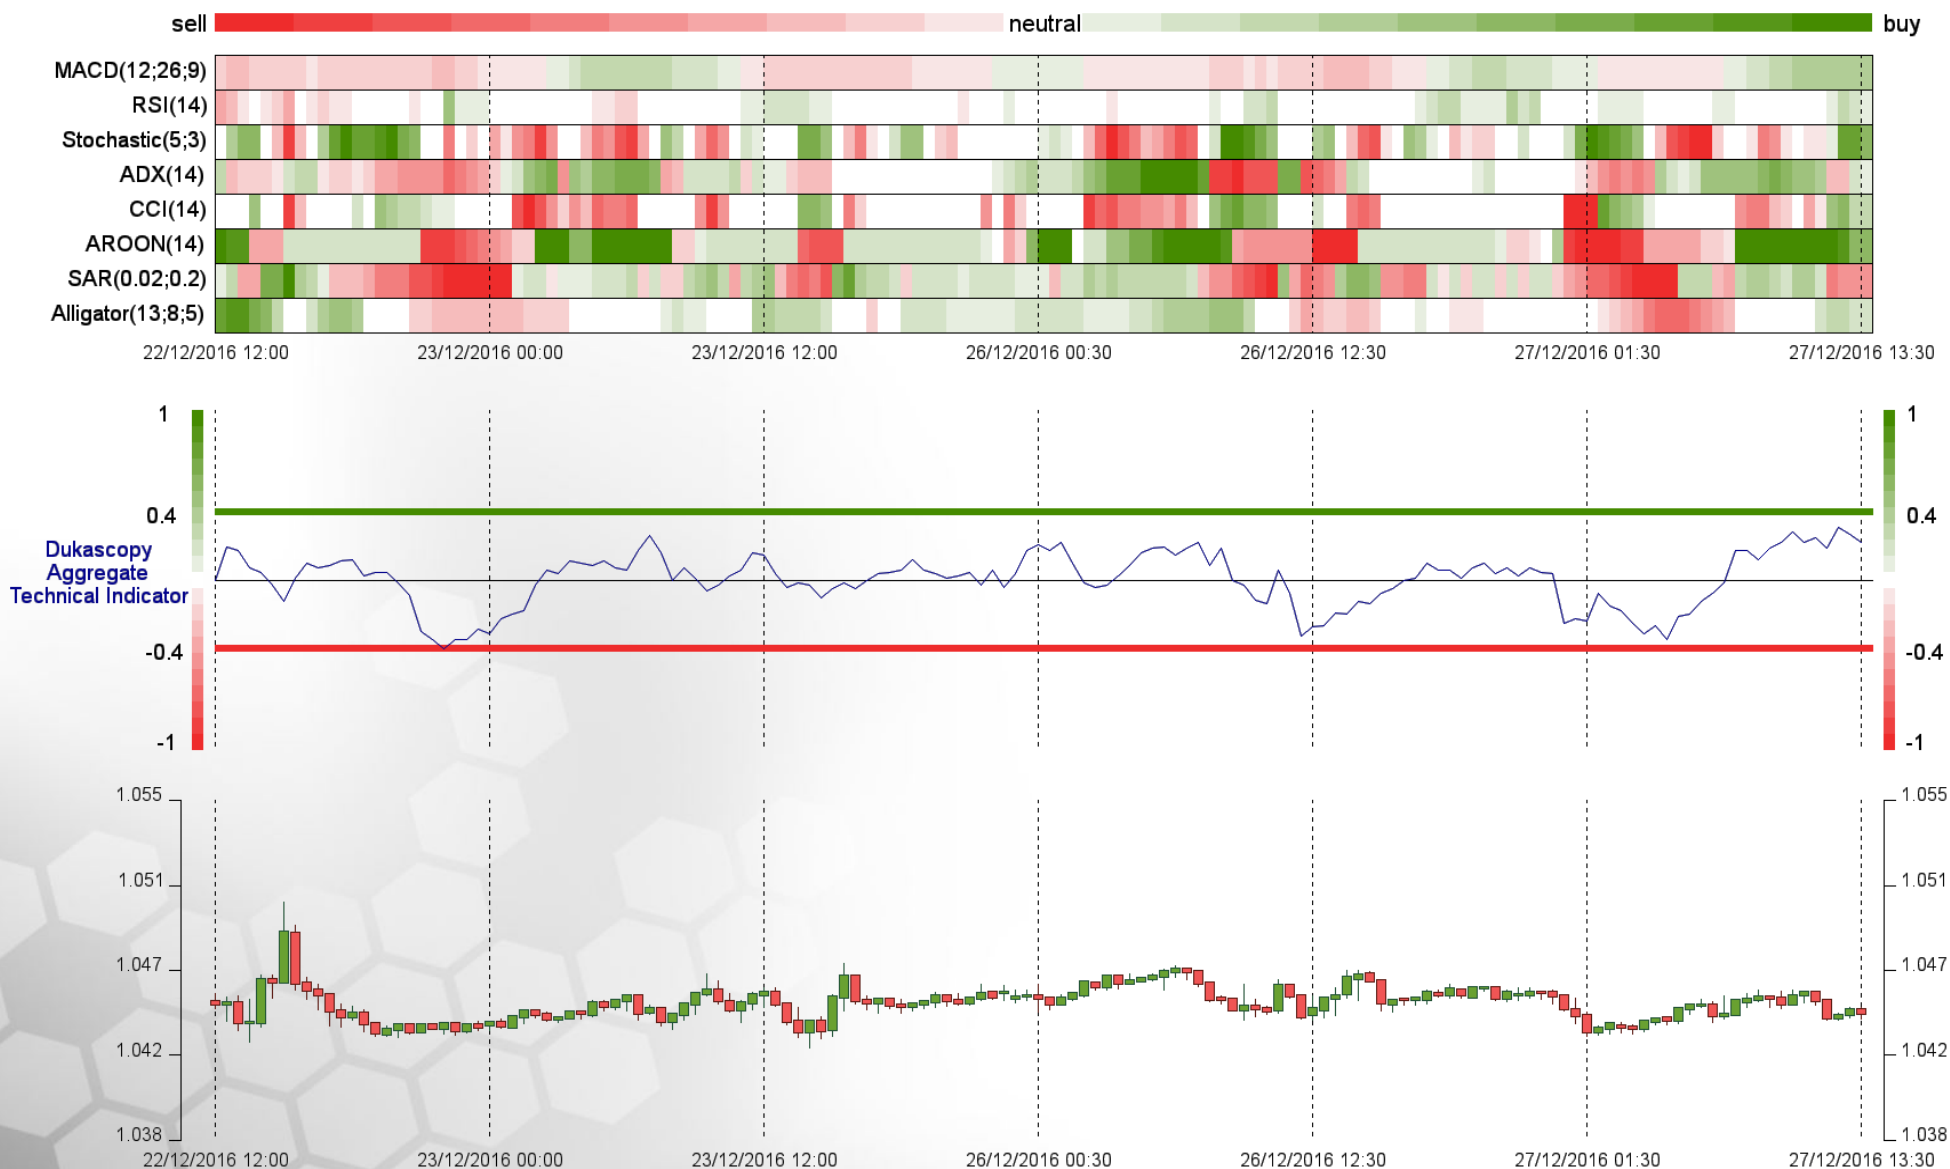 sell neutral buy
MACD(12;26;9)
RSI(14)
Stochastic(5;3)
ADX(14)
CCI(14)
AROON(14)
SAR(0.02;0.2)
Alligator(13;8;5)
22/12/2016 12:00 23/12/2016 00:00 23/12/2016 12:00 26/12/2016 00:30 26/12/2016 12:30 27/12/2016 01:30 27/12/2016 13:30
1 1
0.4 0.4
Dukascopy
Aggregate
Technical Indicator
-0.4 -0.4
-1 -1
1.055 1.055
1.051 1.051
1.047 1.047
1.042 1.042
1.038 1.038
22/12/2016 12:00 23/12/2016 00:00 23/12/2016 12:00 26/12/2016 00:30 26/12/2016 12:30 27/12/2016 01:30 27/12/2016 13:30